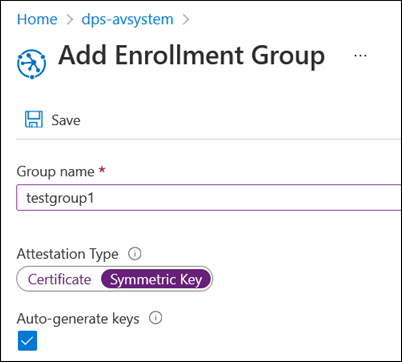 Home > dps-avsystem >
Add Enrollment Group ...
Save
Group name *
testgroup1
Attestation Type
Certificate Symmetric Key
Auto-generate keys